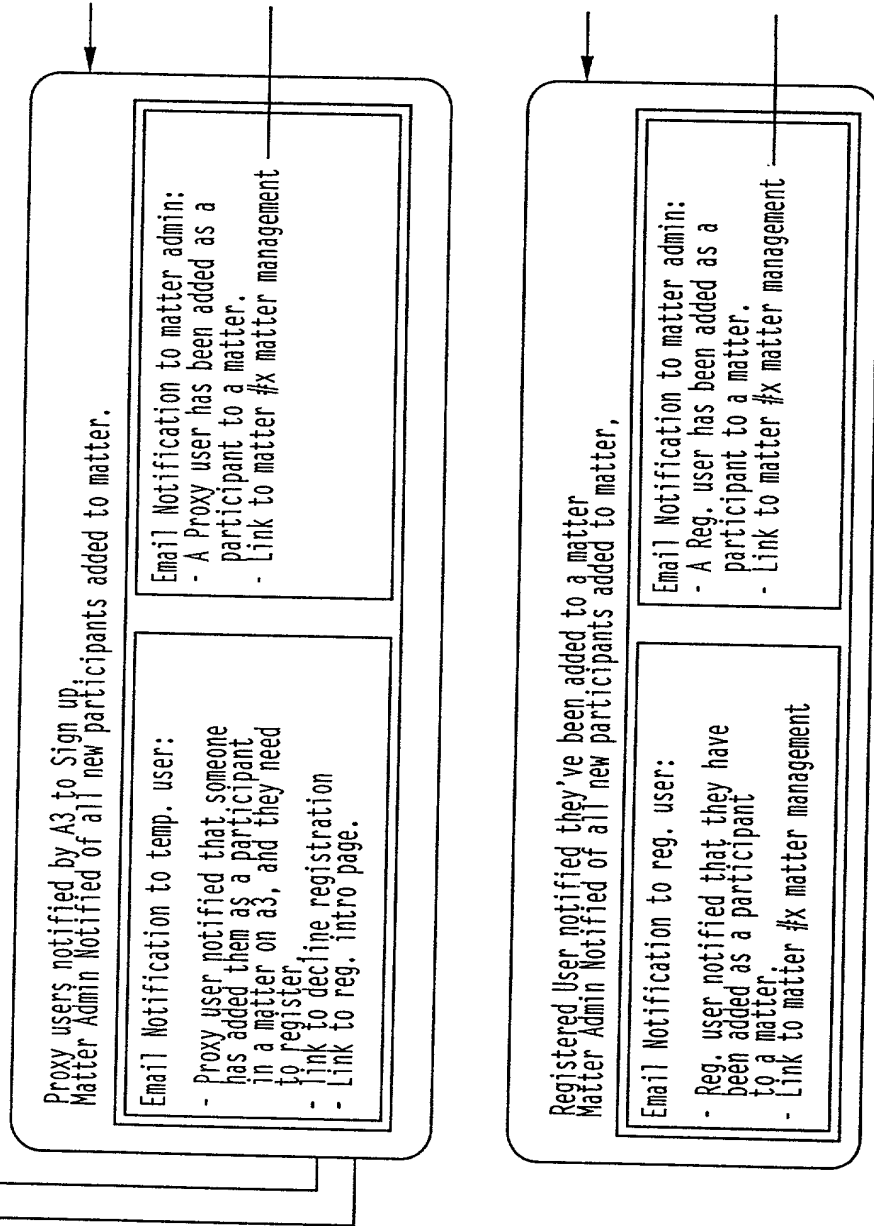 Proxy users notified by A3 to Sign up.
Matter Admin Notified of all new participants added to matter.
Email Notification to temp. user:
- Proxy user notified that someone
has added them as a participant
in a matter on a3, and they need
to register,
- link to decline registration
- Link to reg. intro page.
Email Notification to matter admin:
- A Proxy user has been added as a
participant to a matter.
- Link to matter #x matter management
Registered User notified they've been added to a matter
Matter Admin Notified of all new participants added to matter,
Email Notification to reg. user:
- Reg. user notified that they have
been added as a participant
to a matter.
- Link to matter #x matter management
Email Notification to matter admin:
- A Reg. user has been added as a
participant to a matter.
- Link to matter #x matter management